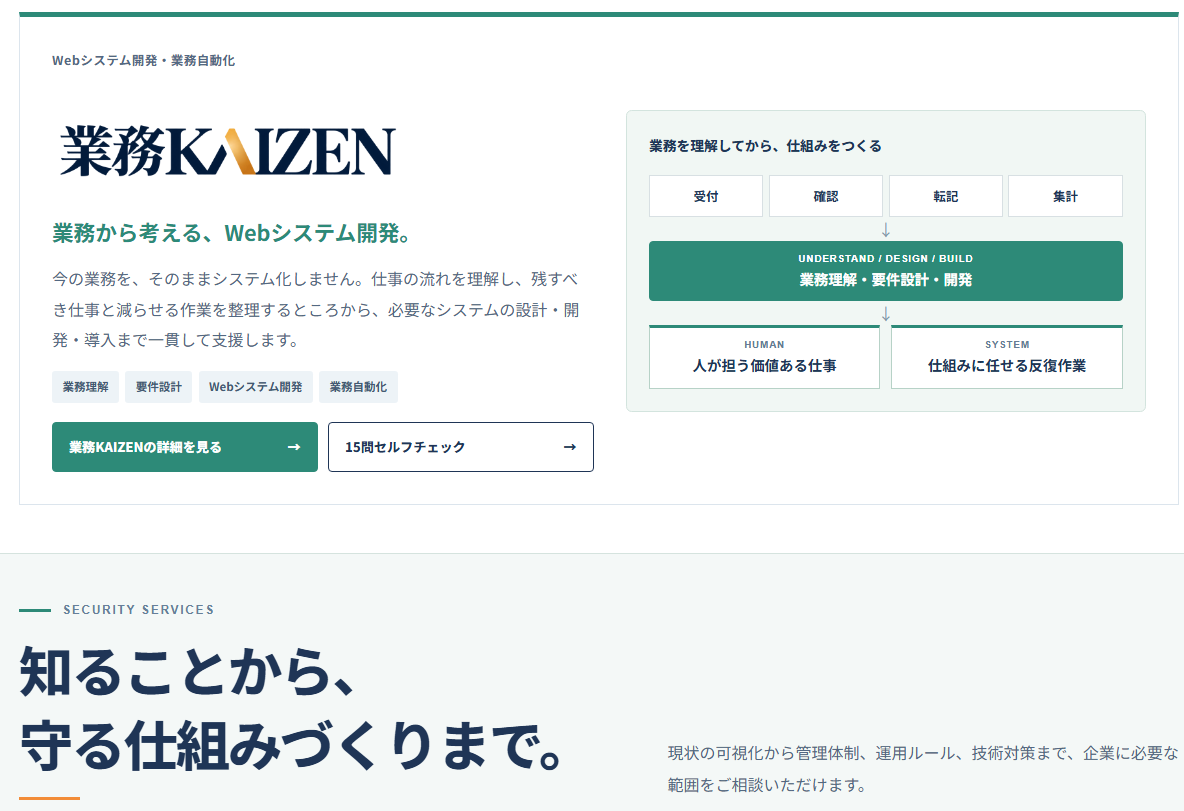 Webシステム開発・業務自動化
業務KAIZEN
業務から考える、Webシステム開発。
今の業務を、そのままシステム化しません。仕事の流れを理解し、残すべ
き仕事と減らせる作業を整理するところから、必要なシステムの設計・開
発・導入まで一貫して支援します。
業務理解 要件設計 Webシステム開発 業務自動化
業務KAIZENの詳細を見る →
15問セルフチェック →
業務を理解してから、仕組みをつくる
受付 確認 転記 集計
↓
UNDERSTAND / DESIGN / BUILD
業務理解・要件設計・開発
↓
HUMAN
人が担う価値ある仕事
SYSTEM
仕組みに任せる反復作業
SECURITY SERVICES
知ることから、
守る仕組みづくりまで。
現状の可視化から管理体制、運用ルール、技術対策まで、企業に必要な
範囲をご相談いただけます。